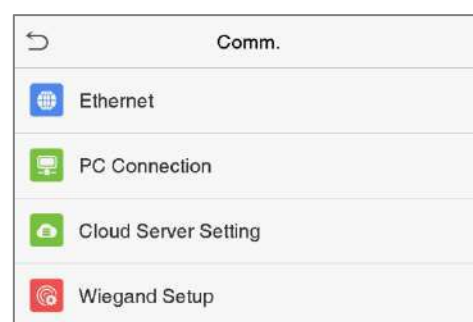 Comm.
Ethernet
PC Connection
Cloud Server Setting
Wiegand Setup